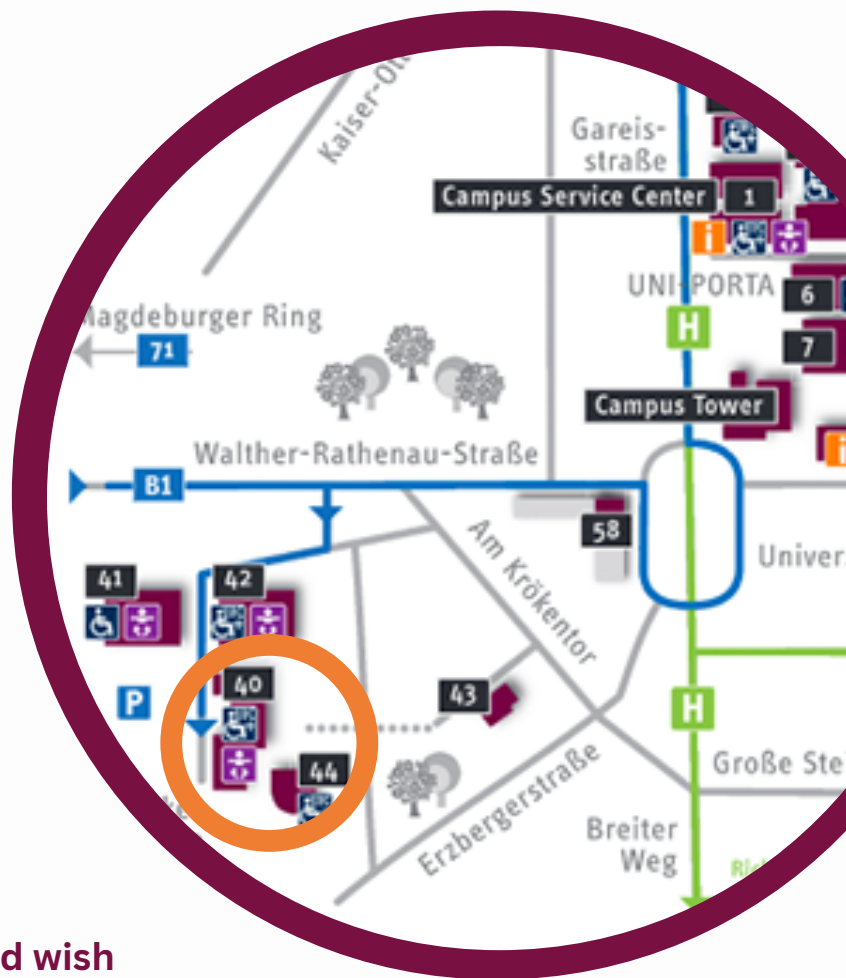 Kaiser-Ot
Gareis-
straße
Campus Service Center
1
i
UNI-PORTA
6
H
7
Magdeburger Ring
71
Campus Tower
i
Walther-Rathenau-Straße
B1
58
Am Krökentor
Univer
41
42
40
P
43
H
44
Große Ste
Erzbergerstraße
Breiter
Weg
d wish